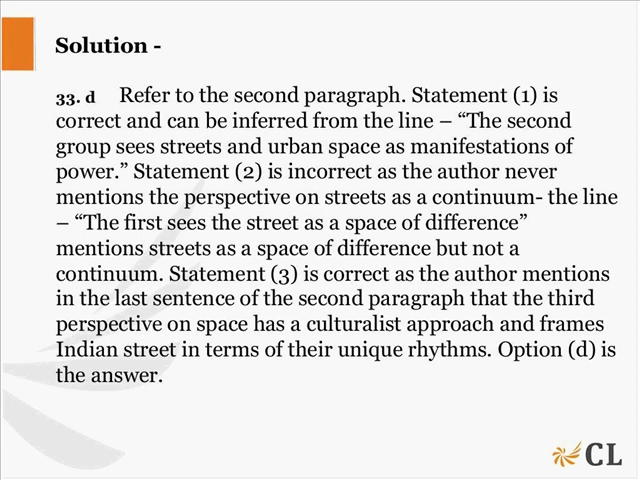 Solution -
33. d Refer to the second paragraph. Statement (1) is
correct and can be inferred from the line – “The second
group sees streets and urban space as manifestations of
power.” Statement (2) is incorrect as the author never
mentions the perspective on streets as a continuum- the line
– “The first sees the street as a space of difference”
mentions streets as a space of difference but not a
continuum. Statement (3) is correct as the author mentions
in the last sentence of the second paragraph that the third
perspective on space has a culturalist approach and frames
Indian street in terms of their unique rhythms. Option (d) is
the answer.
CL